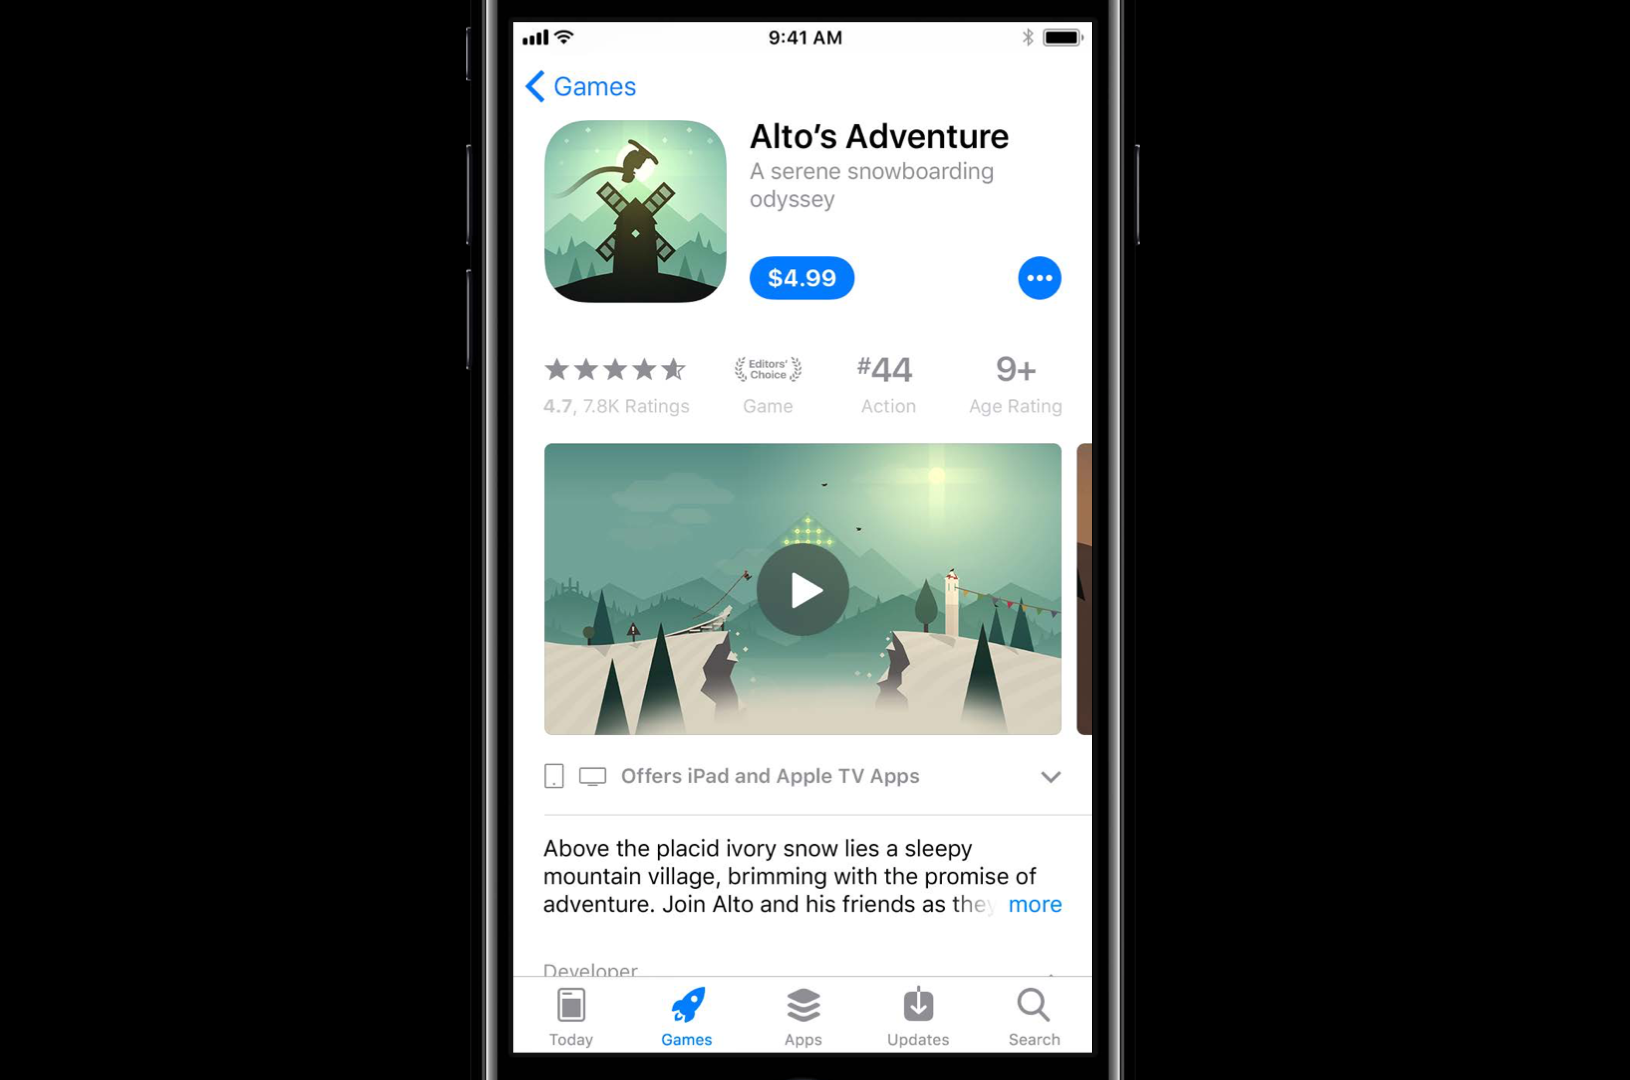 9:41 AM
Games
Alto’s Adventure
A serene snowboarding
odyssey
$4.99
Editors’
Choice
#44
9+
4.7, 7.8K Ratings
Game
Action
Age Rating
Offers iPad and Apple TV Apps
Above the placid ivory snow lies a sleepy
mountain village, brimming with the promise of
adventure. Join Alto and his friends as they more
Developer
Today
Games
Apps
Updates
Search